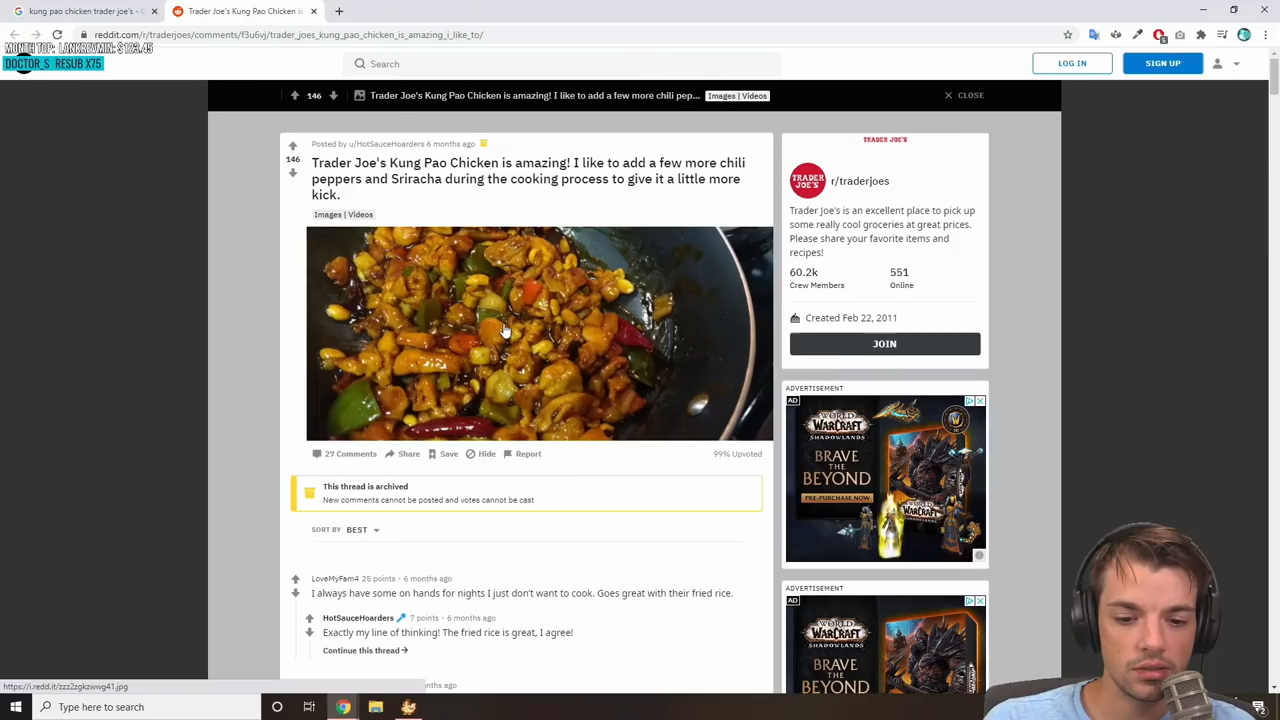 kung pao chicken trader joe's - G
Trader Joe's Kung Pao Chicken is
reddit.com/r/traderjoes/comments/f3u6vj/trader_joes_kung_pao_chicken_is_amazing_i_like_to/
MONTH TOP: LANKREVMIN: $123.45
DOCTOR_S RESUB X75
Search
LOG IN
SIGN UP
146
Trader Joe's Kung Pao Chicken is amazing! I like to add a few more chili pep...
Images | Videos
CLOSE
Posted by u/HotSauceHoarders 6 months ago
146
Trader Joe's Kung Pao Chicken is amazing! I like to add a few more chili
peppers and Sriracha during the cooking process to give it a little more
kick.
Images | Videos
27 Comments
Share
Save
Hide
Report
99% Upvoted
This thread is archived
New comments cannot be posted and votes cannot be cast
SORT BY BEST
LoveMyFam4 25 points · 6 months ago
I always have some on hands for nights I just don't want to cook. Goes great with their fried rice.
HotSauceHoarders 7 points · 6 months ago
Exactly my line of thinking! The fried rice is great, I agree!
Continue this thread
months ago
TRADER JOE'S
TRADER JOE'S
r/traderjoes
Trader Joe's is an excellent place to pick up
some really cool groceries at great prices.
Please share your favorite items and
recipes!
60.2k
551
Crew Members
Online
Created Feb 22, 2011
JOIN
ADVERTISEMENT
AD
WORLD WARCRAFT
SHADOWLANDS
BRAVE
THE
BEYOND
PRE-PURCHASE NOW
WARCRAFT
ADVERTISEMENT
AD
WORLD WARCRAFT
SHADOWLANDS
BRAVE
THE
BEYOND
https://i.redd.it/zzz2zgkzwwg41.jpg
Type here to search